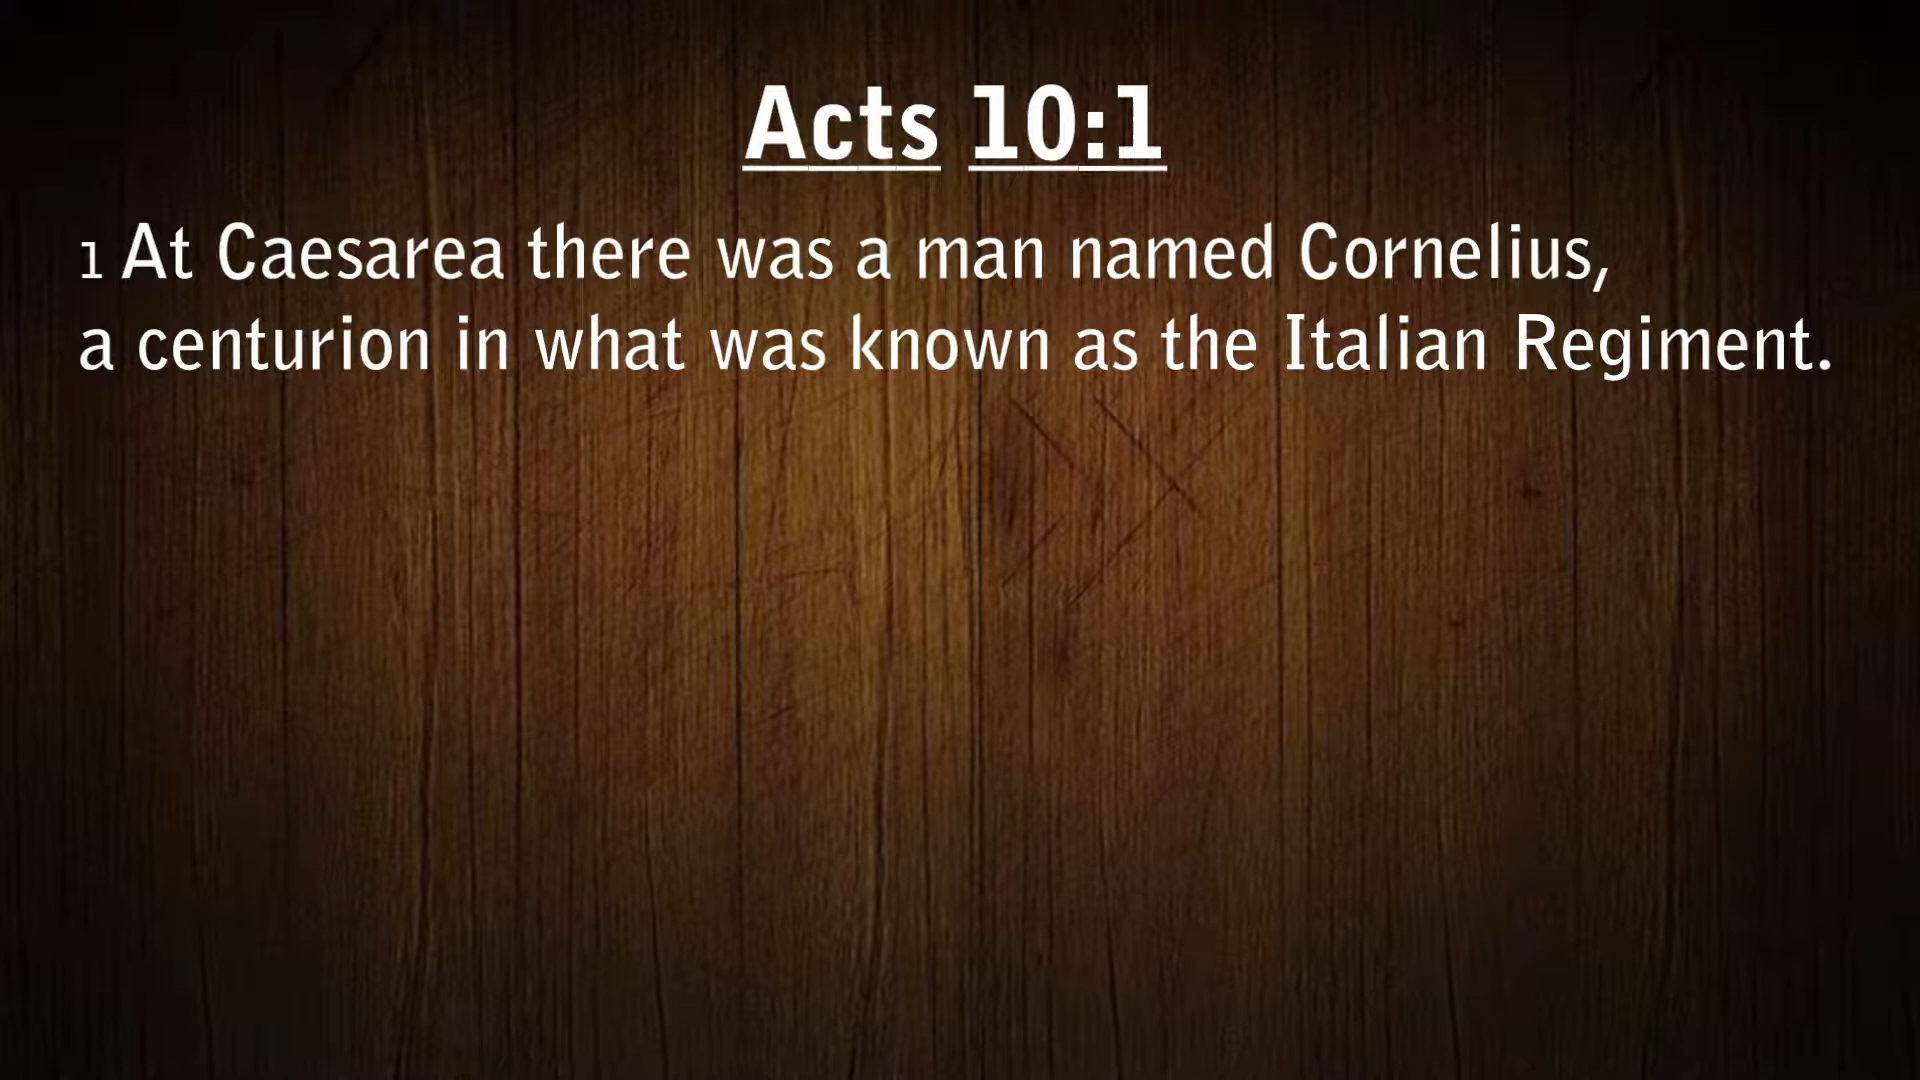 Acts 10:1
1 At Caesarea there was a man named Cornelius,
a centurion in what was known as the Italian Regiment.